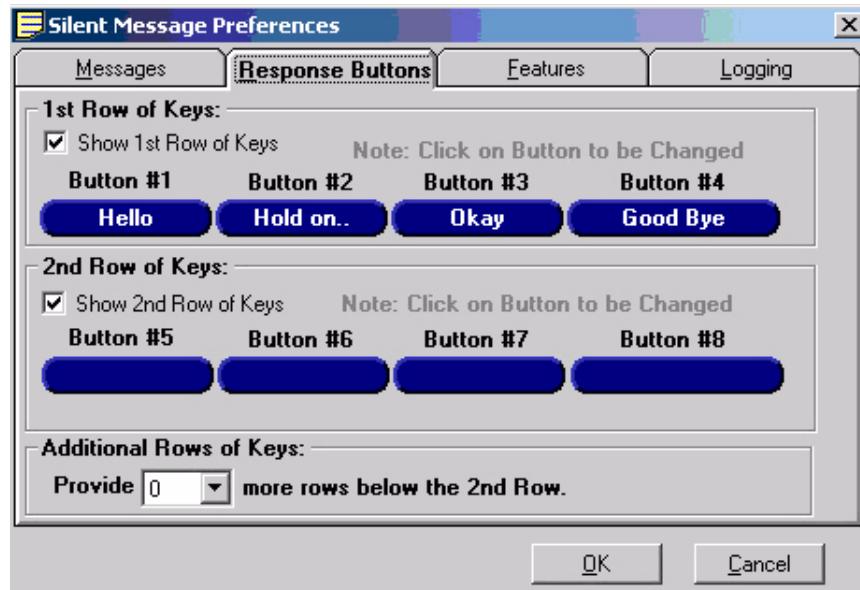 Silent Message Preferences
Messages Response Buttons Features Logging
1st Row of Keys:
Show 1st Row of Keys Note: Click on Button to be Changed
Button #1 Button #2 Button #3 Button #4
Hello Hold on.. Okay Good Bye
2nd Row of Keys:
Show 2nd Row of Keys Note: Click on Button to be Changed
Button #5 Button #6 Button #7 Button #8
Additional Rows of Keys:
Provide 0 more rows below the 2nd Row.
OK Cancel